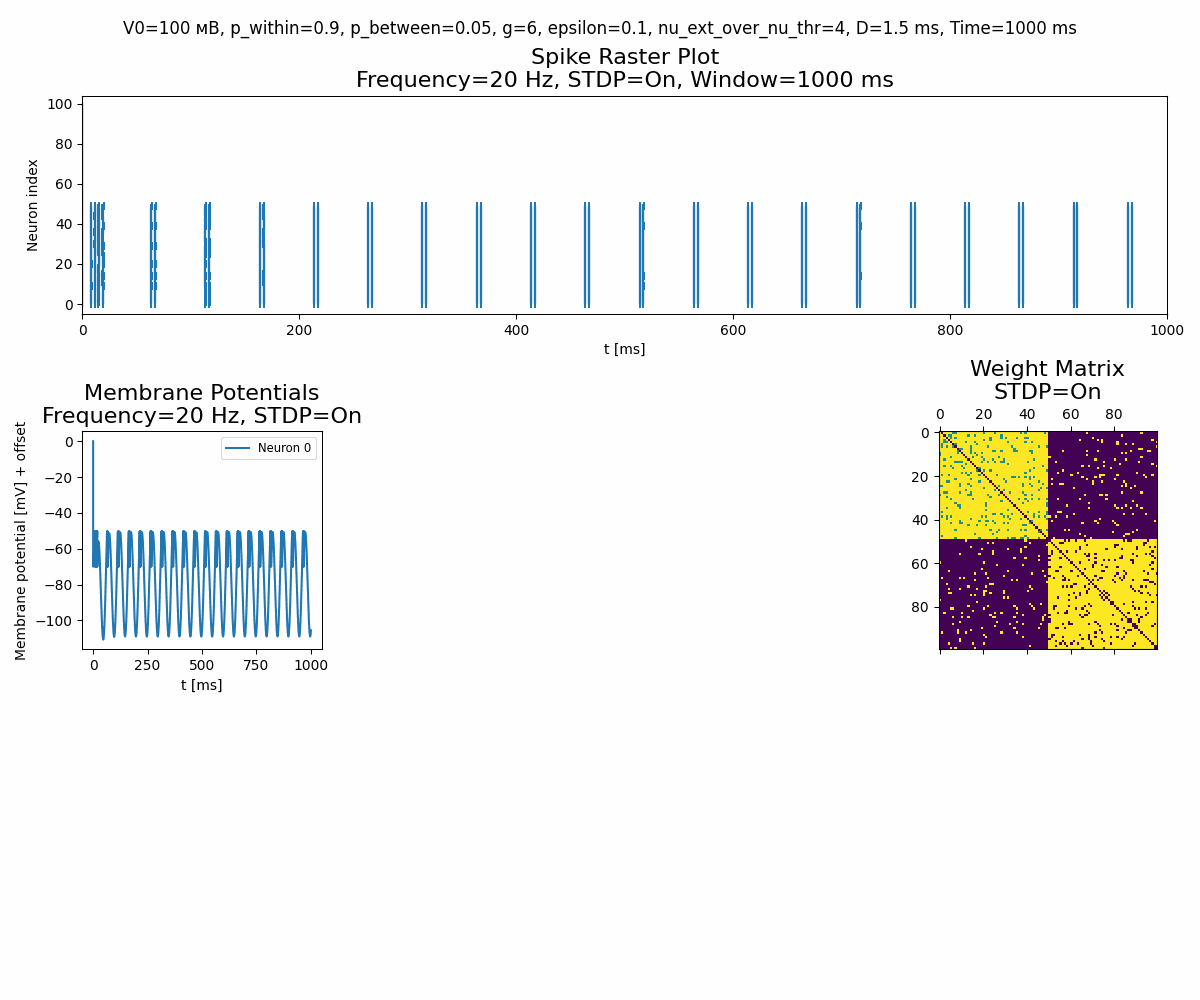 V0=100 мВ, p_within=0.9, p_between=0.05, g=6, epsilon=0.1, nu_ext_over_nu_thr=4, D=1.5 ms, Time=1000 ms
Spike Raster Plot
Frequency=20 Hz, STDP=On, Window=1000 ms
100
80
60
40
20
0
Neuron index
0 200 400 600 800 1000
t [ms]
Membrane Potentials
Frequency=20 Hz, STDP=On
0
−20
−40
−60
−80
−100
Membrane potential [mV] + offset
Neuron 0
0 250 500 750 1000
t [ms]
Weight Matrix
STDP=On
0 20 40 60 80
0
20
40
60
80